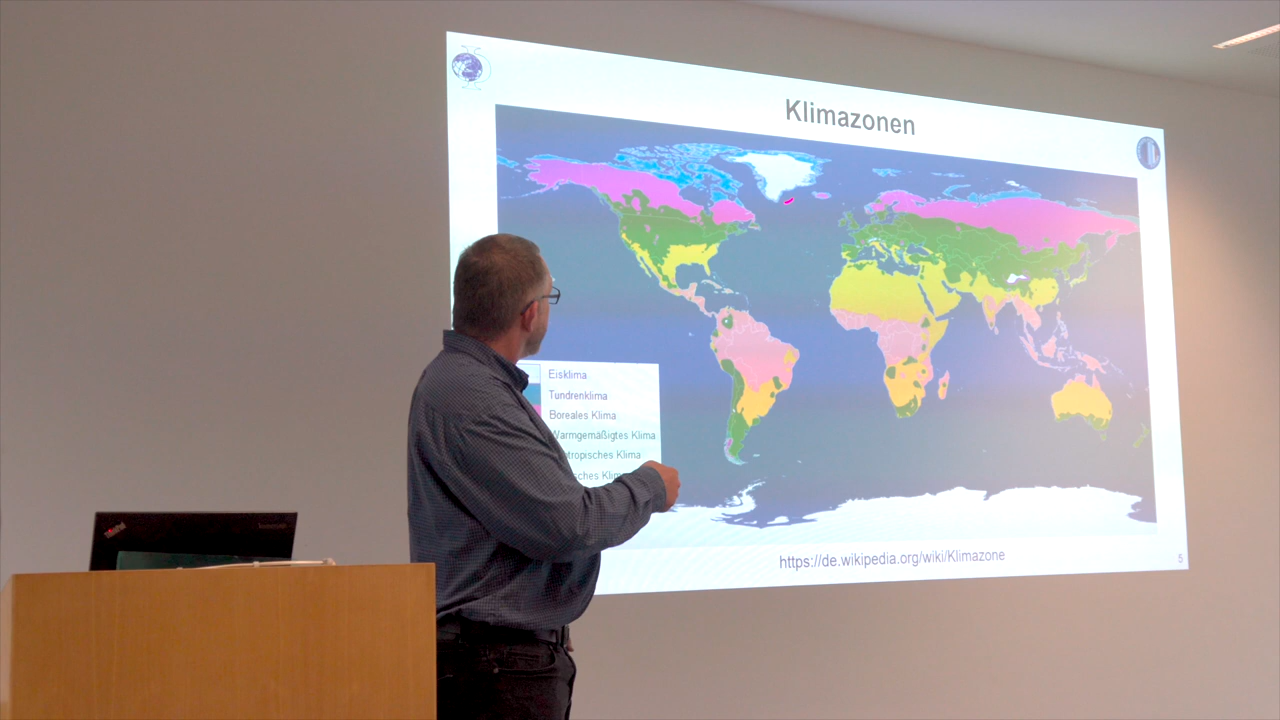 Klimazonen
Eisklima
Tundrenklima
Boreales Klima
Warmgemäßigtes Klima
https://de.wikipedia.org/wiki/Klimazone
5